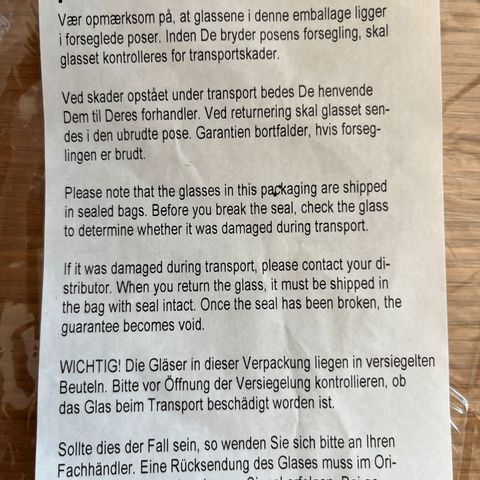 Vær opmærksom på, at glassene i denne emballage ligger
i forseglede poser. Inden De bryder posens forsegling, skal
glasset kontrolleres for transportskader.
Ved skader opstået under transport bedes De henvende
Dem til Deres forhandler. Ved returnering skal glasset sen-
des i den ubrudte pose. Garantien bortfalder, hvis forseg-
lingen er brudt.
Please note that the glasses in this packaging are shipped
in sealed bags. Before you break the seal, check the glass
to determine whether it was damaged during transport.
If it was damaged during transport, please contact your di-
stributor. When you return the glass, it must be shipped in
the bag with seal intact. Once the seal has been broken, the
guarantee becomes void.
WICHTIG! Die Gläser in dieser Verpackung liegen in versiegelten
Beuteln. Bitte vor Öffnung der Versiegelung kontrollieren, ob
das Glas beim Transport beschädigt worden ist.
Sollte dies der Fall sein, so wenden Sie sich bitte an Ihren
Fachhändler. Eine Rücksendung des Glases muss im Ori-